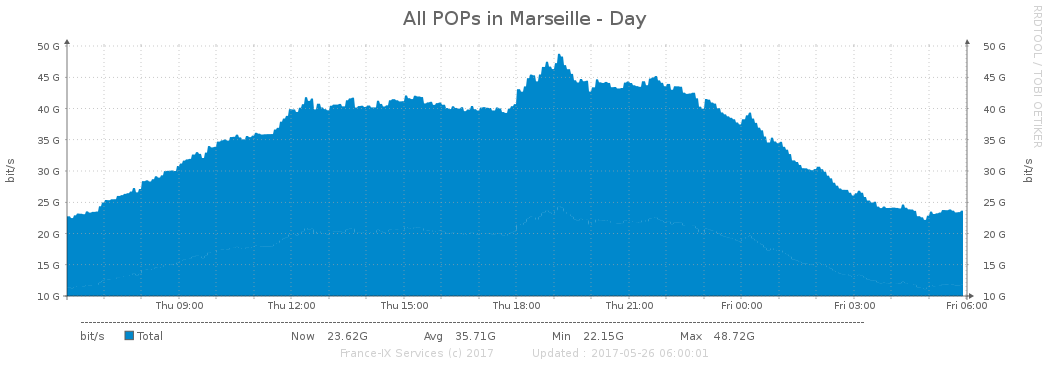 All POPs in Marseille - Day
RRDTOOL / TOBI OETIKER
bit/s
50 G
45 G
40 G
35 G
30 G
25 G
20 G
15 G
10 G
50 G
45 G
40 G
35 G
30 G
25 G
20 G
15 G
10 G
bit/s
Thu 09:00 Thu 12:00 Thu 15:00 Thu 18:00 Thu 21:00 Fri 00:00 Fri 03:00 Fri 06:00
bit/s Total Now 23.62G Avg 35.71G Min 22.15G Max 48.72G
France-IX Services (c) 2017 Updated : 2017-05-26 06:00:01